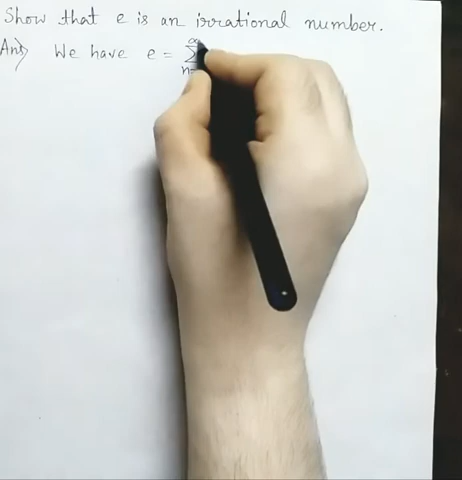 Show that e is an irrational number.
Ans) We have e = ∞ Σ n=